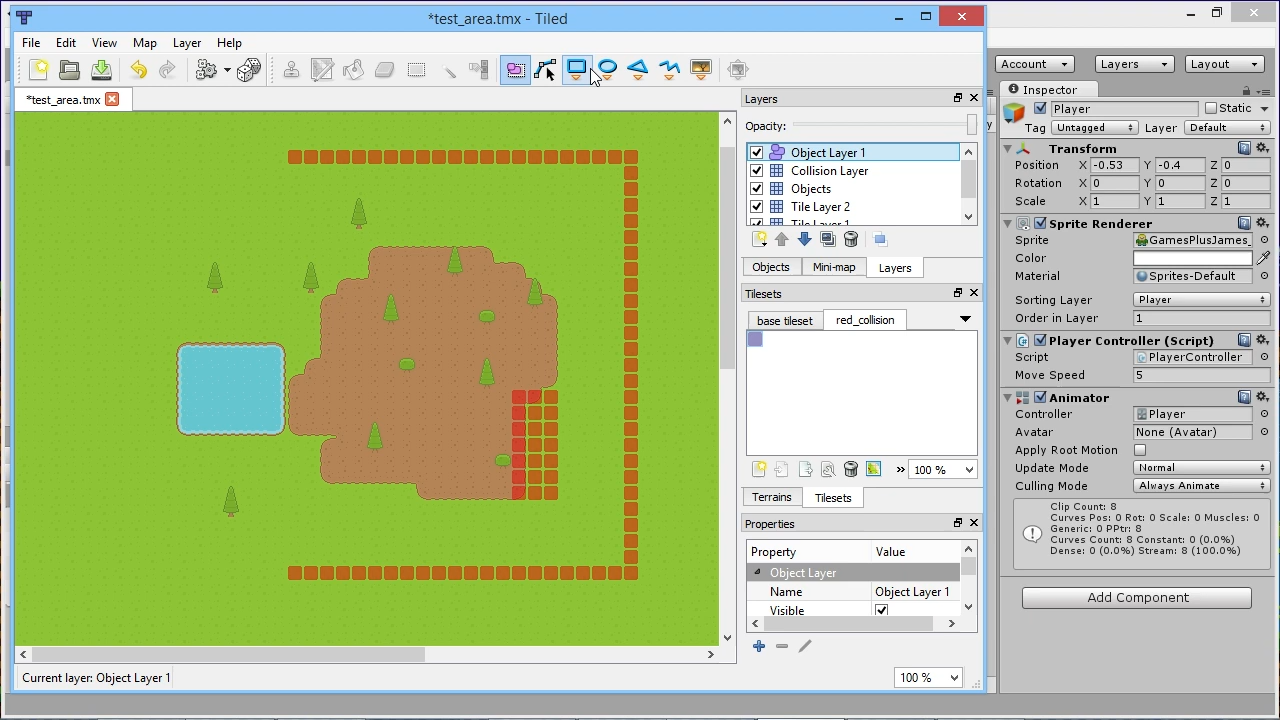 *test_area.tmx - Tiled
File Edit View Map Layer Help
*test_area.tmx
Current layer: Object Layer 1
100 %
Layers
Opacity:
Object Layer 1
Collision Layer
Objects
Tile Layer 2
Tile Layer 1
Objects Mini-map Layers
Tilesets
base tileset red_collision
» 100 %
Terrains Tilesets
Properties
Property Value
Object Layer
Name Object Layer 1
Visible
Account Layers Layout
Inspector
Player Static
Tag Untagged Layer Default
Transform
Position X -0.53 Y -0.4 Z 0
Rotation X 0 Y 0 Z 0
Scale X 1 Y 1 Z 1
Sprite Renderer
Sprite GamesPlusJames_
Color
Material Sprites-Default
Sorting Layer Player
Order in Layer 1
Player Controller (Script)
Script PlayerController
Move Speed 5
Animator
Controller Player
Avatar None (Avatar)
Apply Root Motion
Update Mode Normal
Culling Mode Always Animate
Clip Count: 8
Curves Pos: 0 Rot: 0 Scale: 0 Muscles: 0
Generic: 0 PPtr: 8
Curves Count: 8 Constant: 0 (0.0%)
Dense: 0 (0.0%) Stream: 8 (100.0%)
Add Component